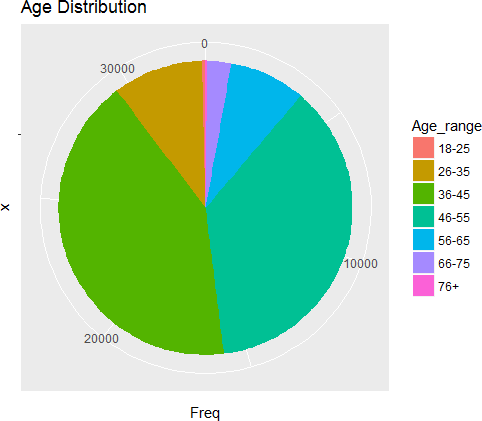 Age Distribution
0
30000
10000
20000
x
Freq
Age_range
18-25
26-35
36-45
46-55
56-65
66-75
76+